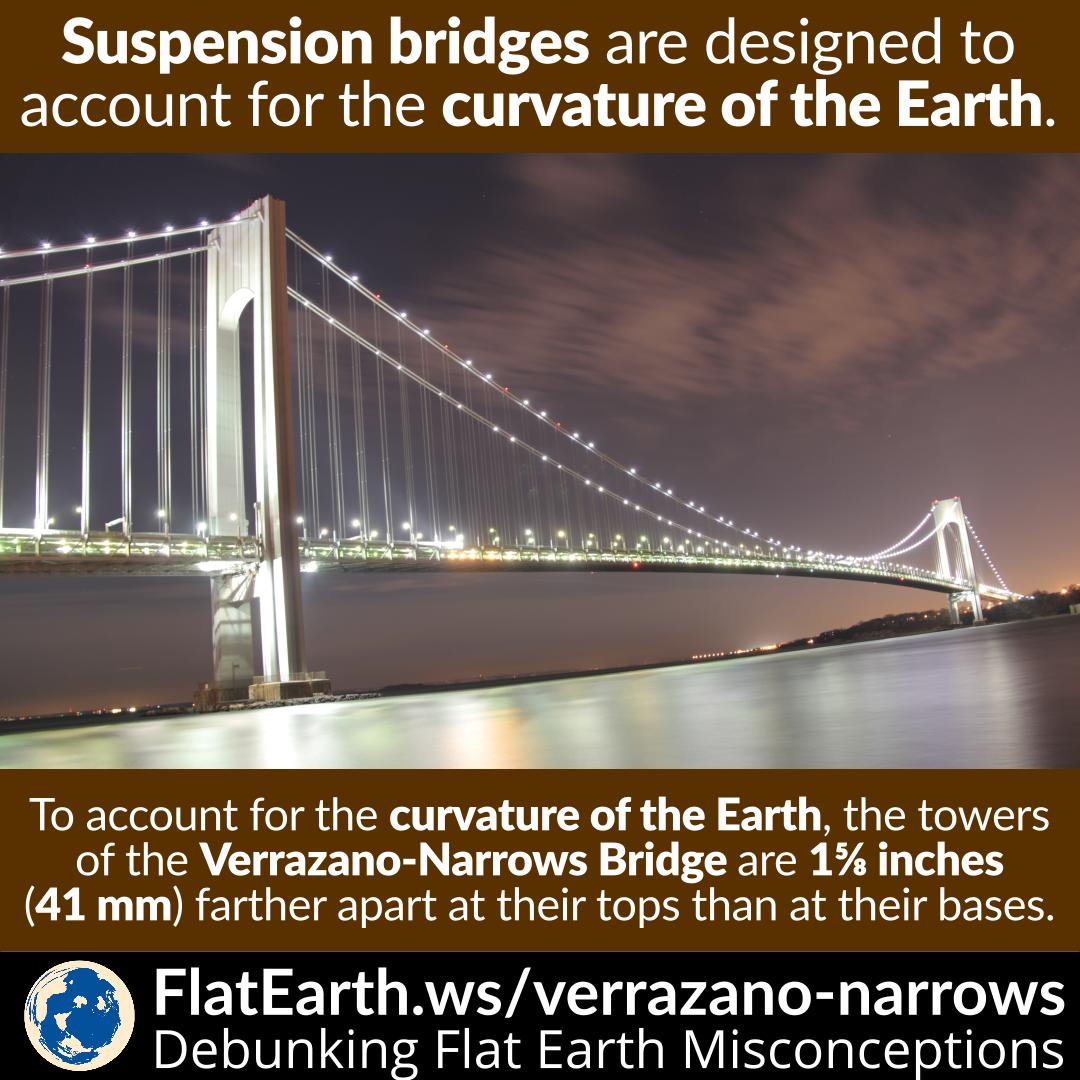 Suspension bridges are designed to
account for the curvature of the Earth.
To account for the curvature of the Earth, the towers
of the Verrazano-Narrows Bridge are 1⅝ inches
(41 mm) farther apart at their tops than at their bases.
FlatEarth.ws/verrazano-narrows
Debunking Flat Earth Misconceptions